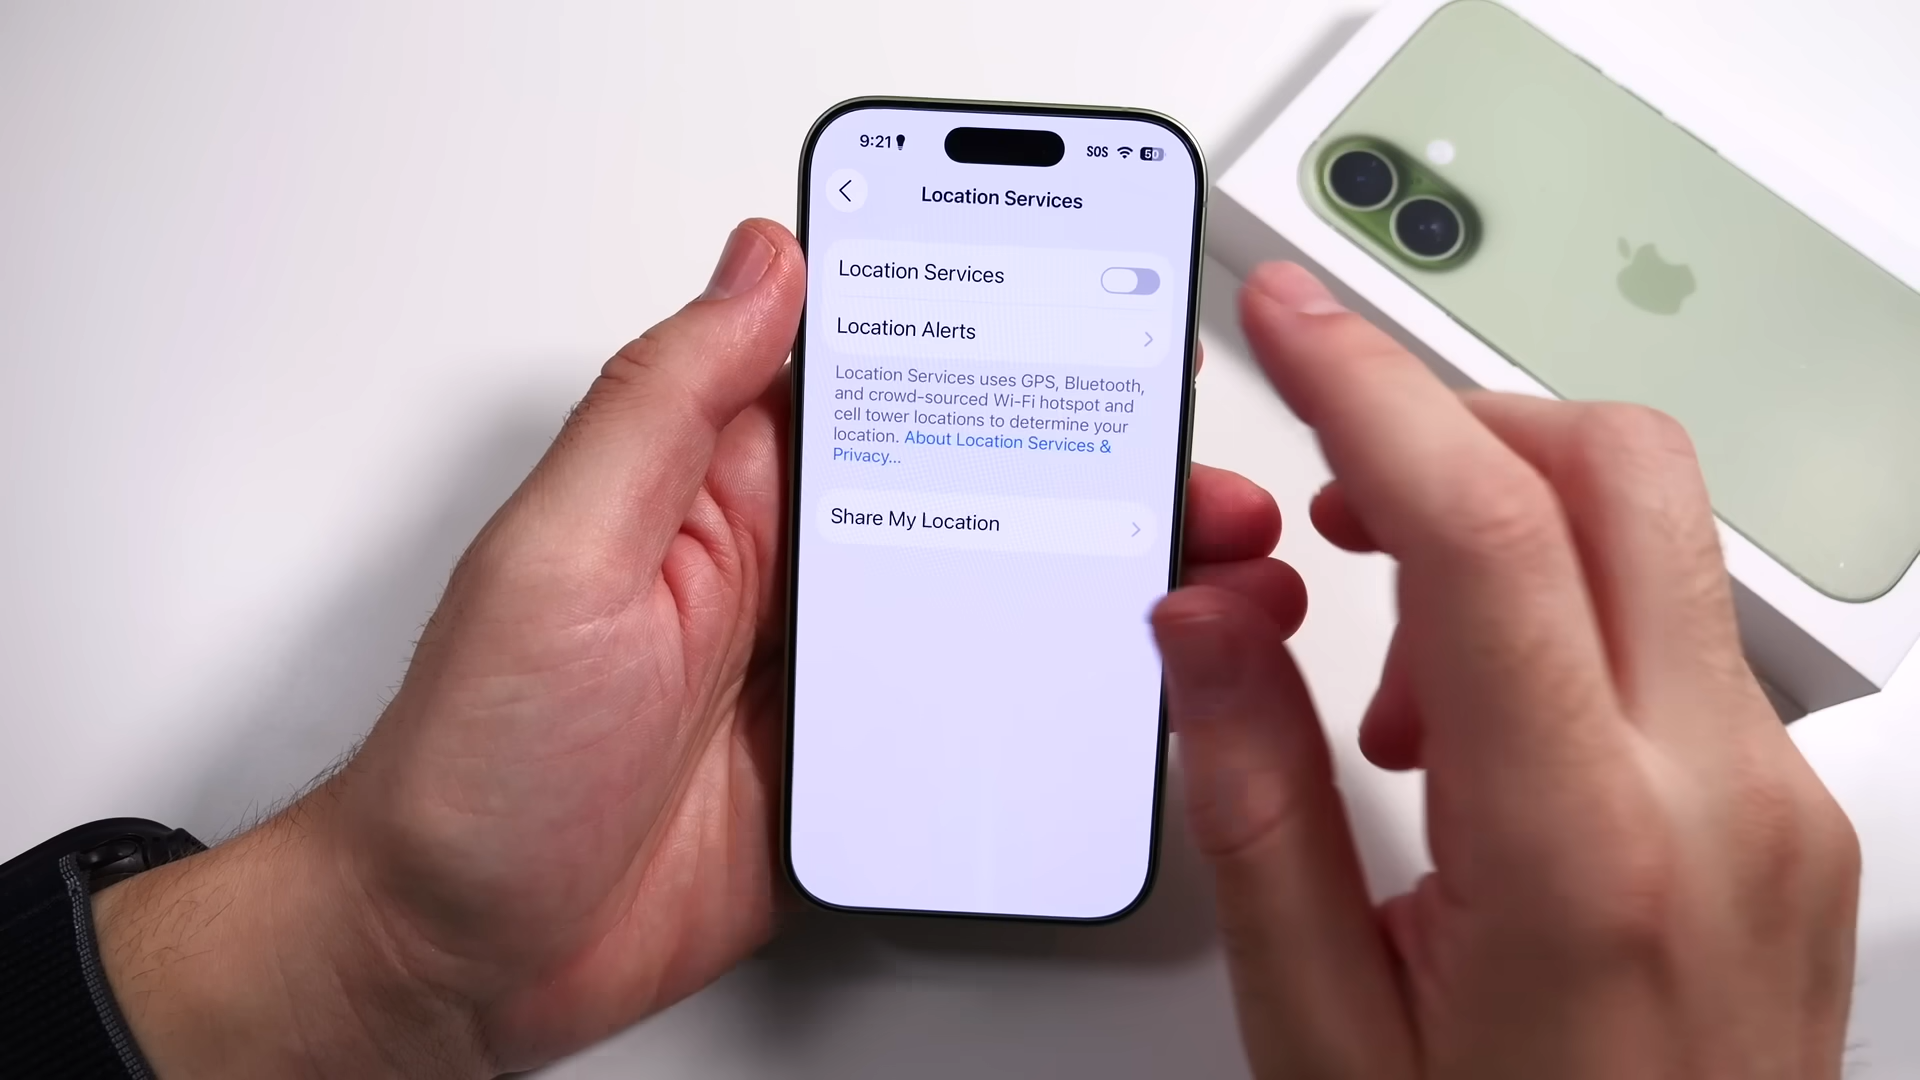 9:21 SOS 50
Location Services
Location Services
Location Alerts
Location Services uses GPS, Bluetooth,
and crowd-sourced Wi-Fi hotspot and
cell tower locations to determine your
location. About Location Services &
Privacy...
Share My Location